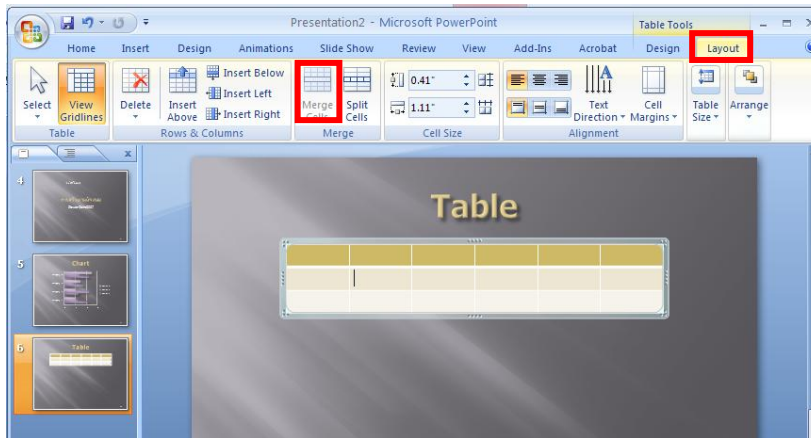 Presentation2 - Microsoft PowerPoint
Table Tools
Home Insert Design Animations Slide Show Review View Add-Ins Acrobat Design Layout
Select
View Gridlines
Table
Delete
Insert Above
Insert Below
Insert Left
Insert Right
Rows & Columns
Merge Cells
Split Cells
Merge
0.41"
1.11"
Cell Size
Text Direction
Cell Margins
Alignment
Table Size
Arrange
4
5
Chart
6
Table
Table